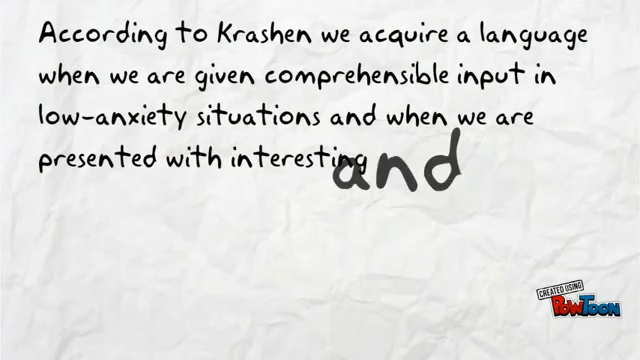 According to Krashen we acquire a language
when we are given comprehensible input in
low-anxiety situations and when we are
presented with interesting and
CREATED USING
POWTOON